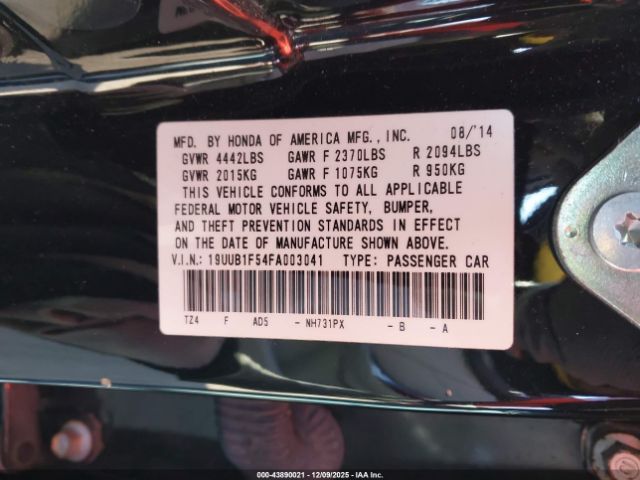 MFD. BY HONDA OF AMERICA MFG., INC. 08/'14
GVWR 4442LBS GAWR F 2370LBS R 2094LBS
GVWR 2015KG GAWR F 1075KG R 950KG
THIS VEHICLE CONFORMS TO ALL APPLICABLE
FEDERAL MOTOR VEHICLE SAFETY, BUMPER,
AND THEFT PREVENTION STANDARDS IN EFFECT
ON THE DATE OF MANUFACTURE SHOWN ABOVE.
V.I.N.: 19UUB1F54FA003041 TYPE: PASSENGER CAR
TZ4 F AD5 - NH731PX - B - A
000-43890021 - 12/09/2025 - IAA Inc.